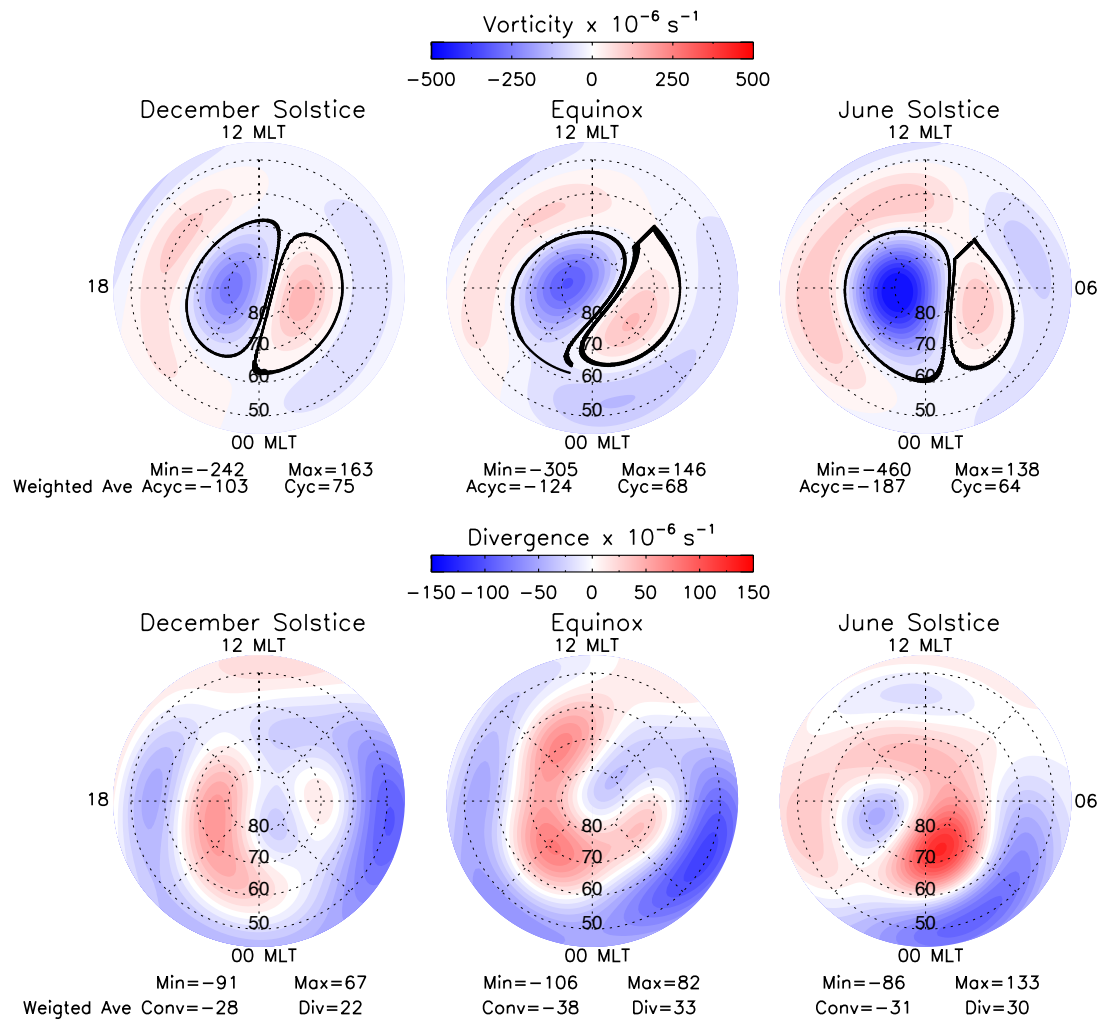 Vorticity x 10⁻⁶ s⁻¹
−500 −250 0 250 500
December Solstice Equinox June Solstice
12 MLT 12 MLT 12 MLT
18 06
80 80 80
70 70 70
60 60 60
50 50 50
00 MLT 00 MLT 00 MLT
Min=−242 Max=163 Min=−305 Max=146 Min=−460 Max=138
Weighted Ave Acyc=−103 Cyc=75 Acyc=−124 Cyc=68 Acyc=−187 Cyc=64
Divergence x 10⁻⁶ s⁻¹
−150 −100 −50 0 50 100 150
December Solstice Equinox June Solstice
12 MLT 12 MLT 12 MLT
18 06
80 80 80
70 70 70
60 60 60
50 50 50
00 MLT 00 MLT 00 MLT
Min=−91 Max=67 Min=−106 Max=82 Min=−86 Max=133
Weigted Ave Conv=−28 Div=22 Conv=−38 Div=33 Conv=−31 Div=30